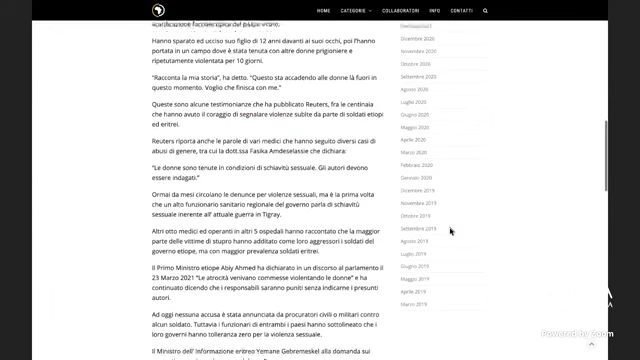 HOME CATEGORIE COLLABORATORI INFO CONTATTI
Hanno sparato ed ucciso suo figlio di 12 anni davanti ai suoi occhi, poi l'hanno
portata in un campo dove è stata tenuta con altre donne prigioniere e
ripetutamente violentata per 10 giorni.
"Racconta la mia storia", ha detto. "Questo sta accadendo alle donne là fuori in
questo momento. Voglio che finisca con me."
Queste sono alcune testimonianze che ha pubblicato Reuters, fra le centinaia
che hanno avuto il coraggio di segnalare violenze subite da parte di soldati etiopi
ed eritrei.
Reuters riporta anche le parole di vari medici che hanno seguito diversi casi di
abusi di genere, tra cui la dott.ssa Fasika Amdeselassie che dichiara:
"Le donne sono tenute in condizioni di schiavitù sessuale. Gli autori devono
essere indagati."
Ormai da mesi circolano le denunce per violenze sessuali, ma è la prima volta
che un alto funzionario sanitario regionale del governo parla di schiavitù
sessuale inerente all' attuale guerra in Tigray.
Altri otto medici ed operatori in altri 5 ospedali hanno raccontato che la maggior
parte delle vittime di stupro hanno additato come loro aggressori i soldati del
governo etiope, ma con maggior prevalenza soldati eritrei.
Il Primo Ministro etiope Abiy Ahmed ha dichiarato in un discorso al parlamento il
23 Marzo 2021 "Le atrocità venivano commesse violentando le donne" e ha
continuato dicendo che i responsabili saranno puniti senza indicarne i presunti
autori.
Ad oggi nessuna accusa è stata annunciata da procuratori civili o militari contro
alcun soldato. Tuttavia i funzionari di entrambi i paesi hanno sottolineato che i
loro governi hanno tolleranza zero per la violenza sessuale.
Il Ministro dell' Informazione eritreo Yemane Gebremeskel alla domanda sui
Dicembre 2020
Novembre 2020
Ottobre 2020
Settembre 2020
Agosto 2020
Luglio 2020
Giugno 2020
Maggio 2020
Aprile 2020
Marzo 2020
Febbraio 2020
Gennaio 2020
Dicembre 2019
Novembre 2019
Ottobre 2019
Settembre 2019
Agosto 2019
Luglio 2019
Giugno 2019
Maggio 2019
Aprile 2019
Marzo 2019
Powered by Zoom